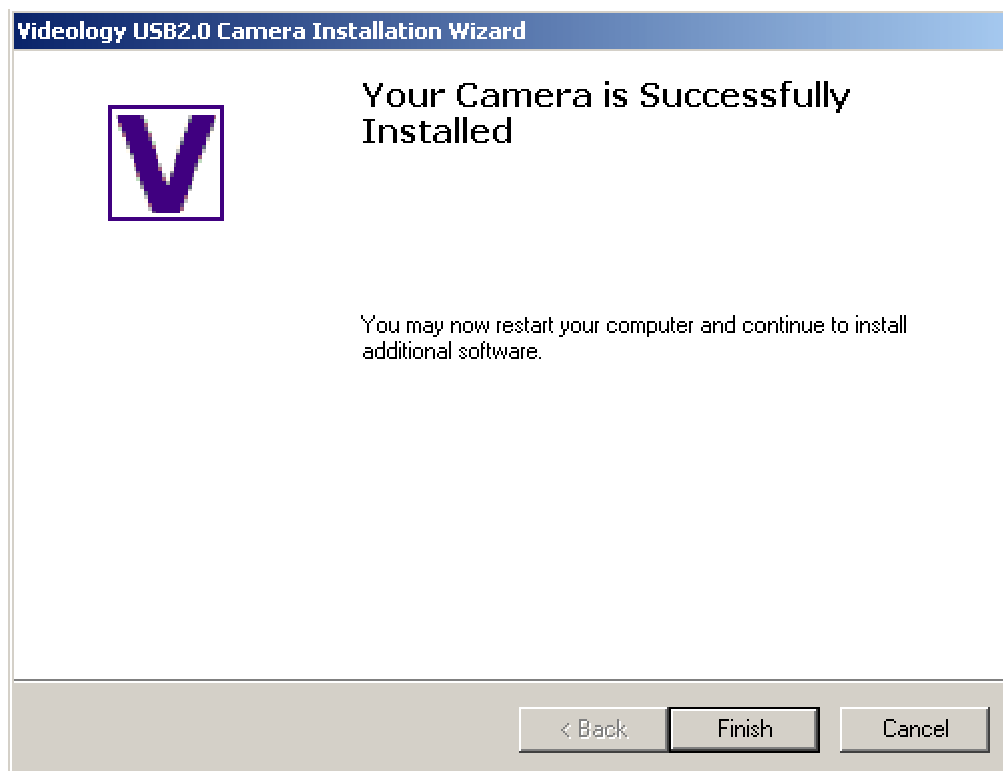 Videology USB2.0 Camera Installation Wizard
Your Camera is Successfully
Installed
V
You may now restart your computer and continue to install
additional software.
< Back
Finish
Cancel